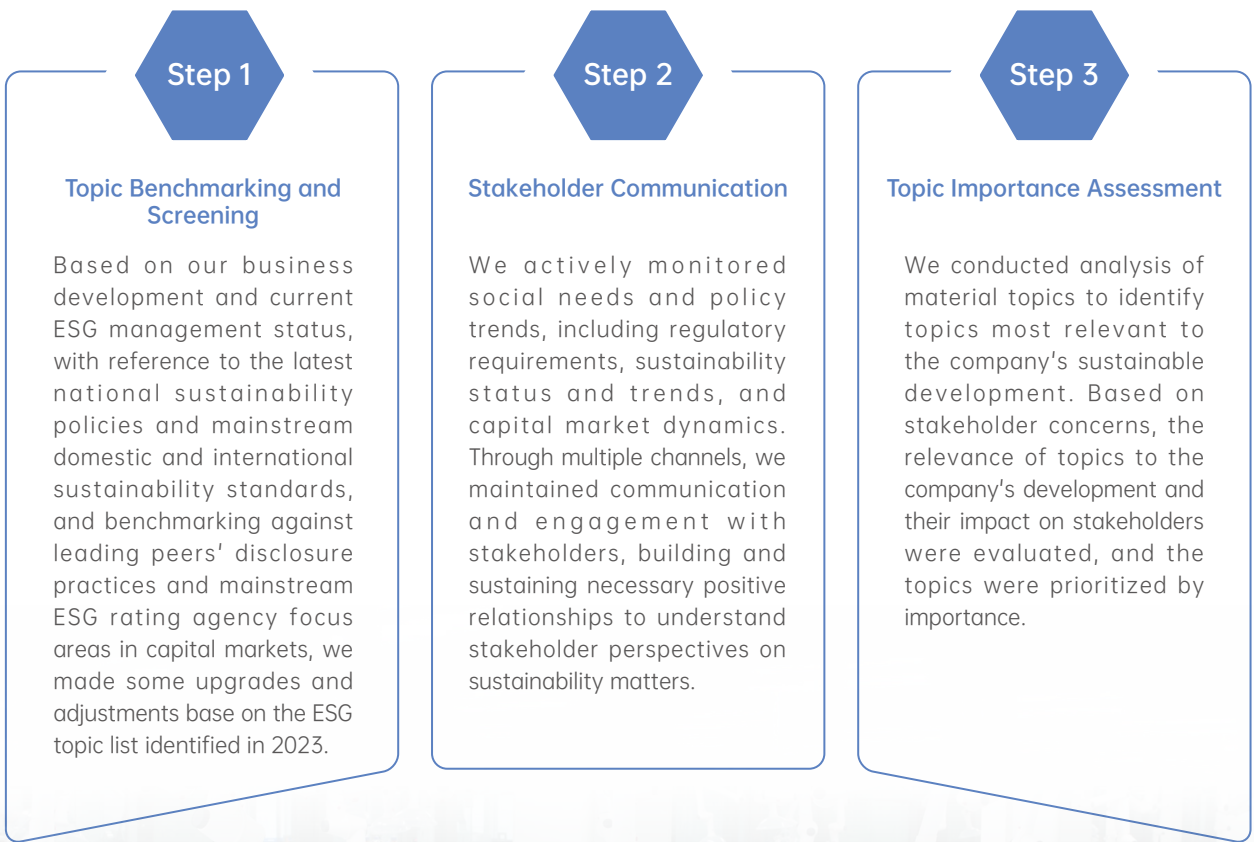 Step 1
Topic Benchmarking and
Screening
Based on our business
development and current
ESG management status,
with reference to the latest
national sustainability
policies and mainstream
domestic and international
sustainability standards,
and benchmarking against
leading peers' disclosure
practices and mainstream
ESG rating agency focus
areas in capital markets, we
made some upgrades and
adjustments base on the ESG
topic list identified in 2023.
Step 2
Stakeholder Communication
We actively monitored
social needs and policy
trends, including regulatory
requirements, sustainability
status and trends, and
capital market dynamics.
Through multiple channels, we
maintained communication
and engagement with
stakeholders, building and
sustaining necessary positive
relationships to understand
stakeholder perspectives on
sustainability matters.
Step 3
Topic Importance Assessment
We conducted analysis of
material topics to identify
topics most relevant to
the company's sustainable
development. Based on
stakeholder concerns, the
relevance of topics to the
company's development and
their impact on stakeholders
were evaluated, and the
topics were prioritized by
importance.